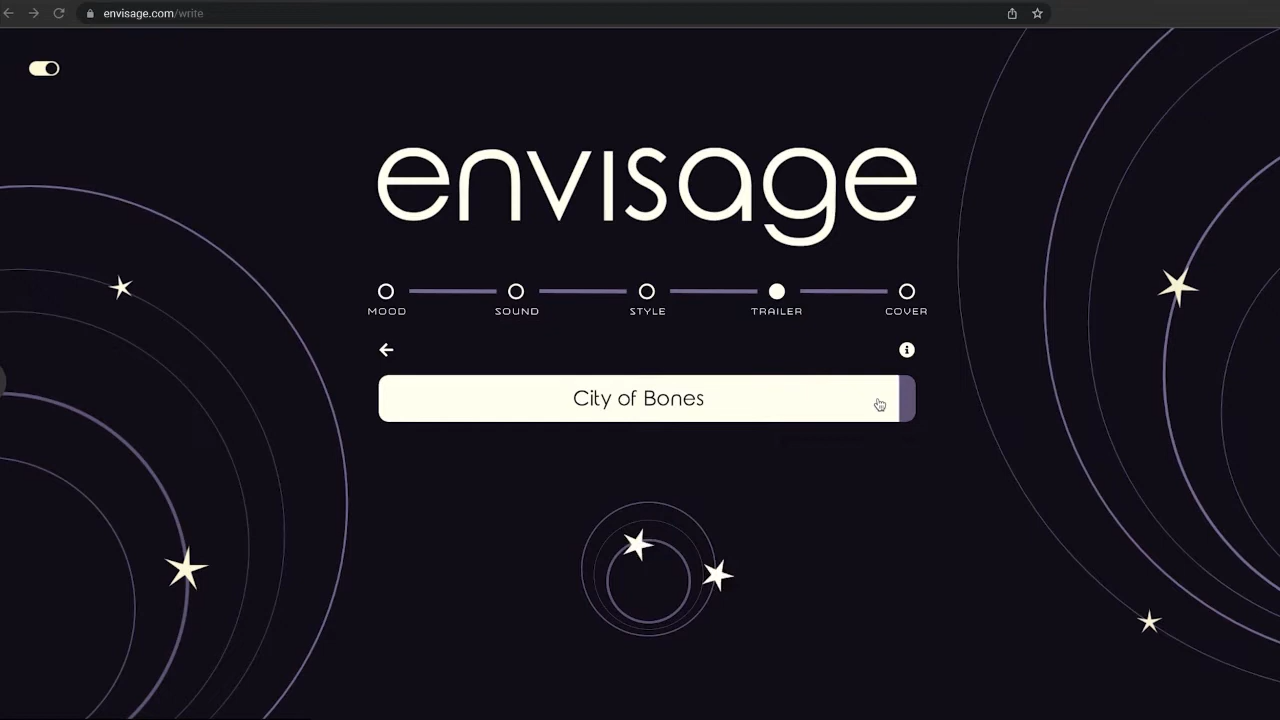 envisage.com/write
envisage
MOOD SOUND STYLE TRAILER COVER
City of Bones